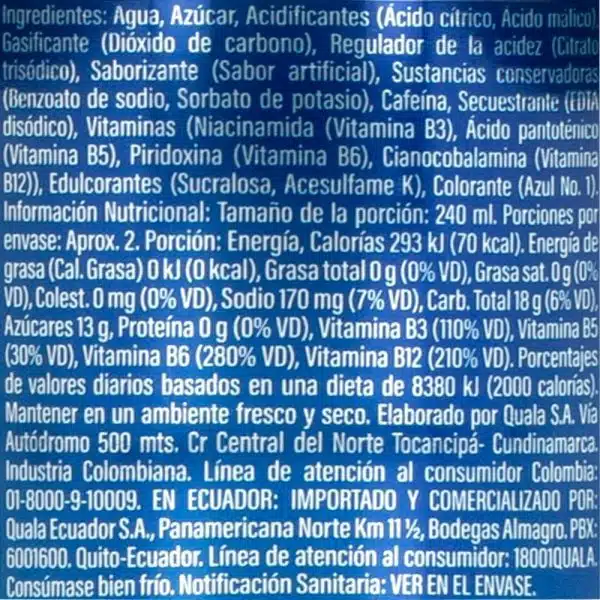 Ingredientes: Agua, Azúcar, Acidificantes (Ácido cítrico, Ácido málico),
Gasificante (Dióxido de carbono), Regulador de la acidez (Citrato
trisódico), Saborizante (Sabor artificial), Sustancias conservadoras
(Benzoato de sodio, Sorbato de potasio), Cafeína, Secuestrante (EDTA
disódico), Vitaminas (Niacinamida (Vitamina B3), Ácido pantoténico
(Vitamina B5), Piridoxina (Vitamina B6), Cianocobalamina (Vitamina
B12)), Edulcorantes (Sucralosa, Acesulfame K), Colorante (Azul No. 1).
Información Nutricional: Tamaño de la porción: 240 ml. Porciones por
envase: Aprox. 2. Porción: Energía, Calorías 293 kJ (70 kcal). Energía de
grasa (Cal. Grasa) 0 kJ (0 kcal), Grasa total 0 g (0% VD), Grasa sat. 0 g (0%
VD), Colest. 0 mg (0% VD), Sodio 170 mg (7% VD), Carb. Total 18 g (6% VD),
Azúcares 13 g, Proteína 0 g (0% VD), Vitamina B3 (110% VD), Vitamina B5
(30% VD), Vitamina B6 (280% VD), Vitamina B12 (210% VD). Porcentajes
de valores diarios basados en una dieta de 8380 kJ (2000 calorías).
Mantener en un ambiente fresco y seco. Elaborado por Quala S.A. Vía
Autódromo 500 mts. Cr Central del Norte Tocancipá- Cundinamarca.
Industria Colombiana. Línea de atención al consumidor Colombia:
01-8000-9-10009. EN ECUADOR: IMPORTADO Y COMERCIALIZADO POR:
Quala Ecuador S.A., Panamericana Norte Km 11 ½, Bodegas Almagro. PBX:
6001600. Quito-Ecuador. Línea de atención al consumidor: 18001QUALA.
Consúmase bien frío. Notificación Sanitaria: VER EN EL ENVASE.